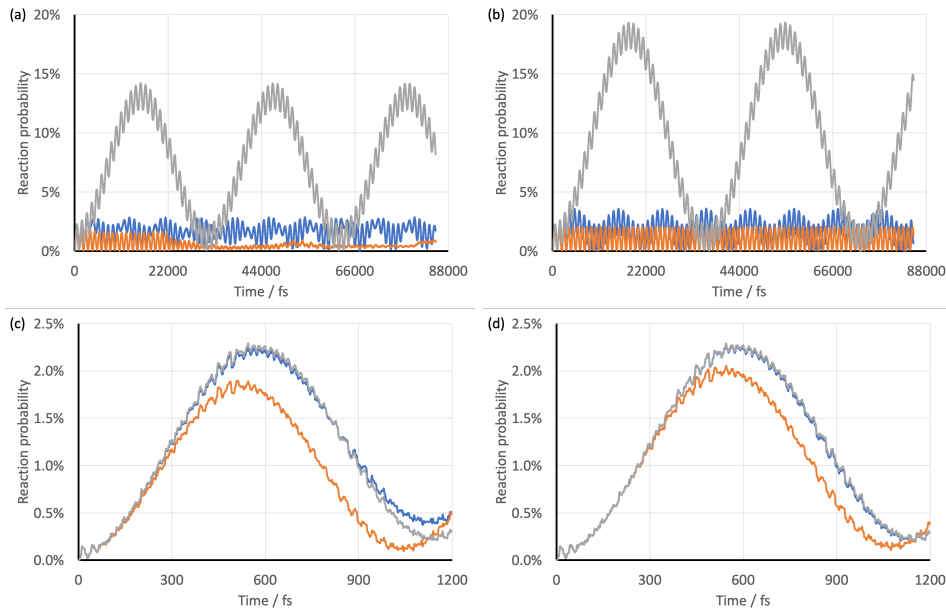 (a)
20%
15%
10%
5%
0%
Reaction probability
0 22000 44000 66000 88000
Time / fs
(b)
20%
15%
10%
5%
0%
Reaction probability
0 22000 44000 66000 88000
Time / fs
(c)
2.5%
2.0%
1.5%
1.0%
0.5%
0.0%
Reaction probability
0 300 600 900 1200
Time / fs
(d)
2.5%
2.0%
1.5%
1.0%
0.5%
0.0%
Reaction probability
0 300 600 900 1200
Time / fs